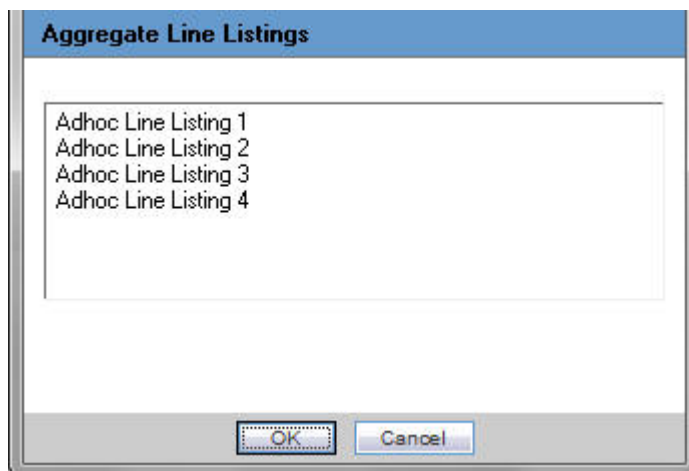 Aggregate Line Listings
Adhoc Line Listing 1
Adhoc Line Listing 2
Adhoc Line Listing 3
Adhoc Line Listing 4
OK Cancel